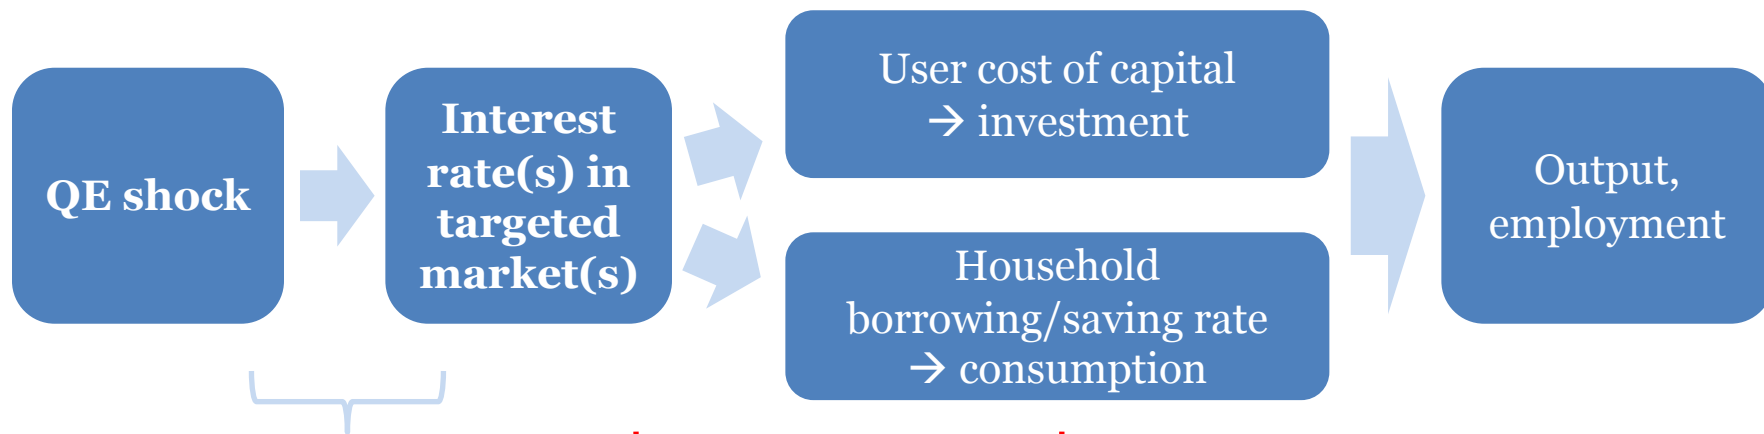 QE shock
Interest
rate(s) in
targeted
market(s)
User cost of capital
→ investment
Household
borrowing/saving rate
→ consumption
Output,
employment